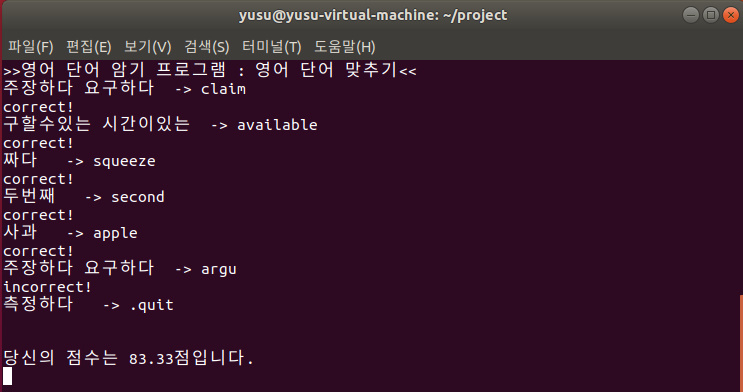 yusu@yusu-virtual-machine: ~/project
파일(F) 편집(E) 보기(V) 검색(S) 터미널(T) 도움말(H)
>>영어 단어 암기 프로그램 : 영어 단어 맞추기<<
주장하다 요구하다 -> claim
correct!
구할수있는 시간이있는 -> available
correct!
짜다 -> squeeze
correct!
두번째 -> second
correct!
사과 -> apple
correct!
주장하다 요구하다 -> argu
incorrect!
측정하다 -> .quit
당신의 점수는 83.33점입니다.